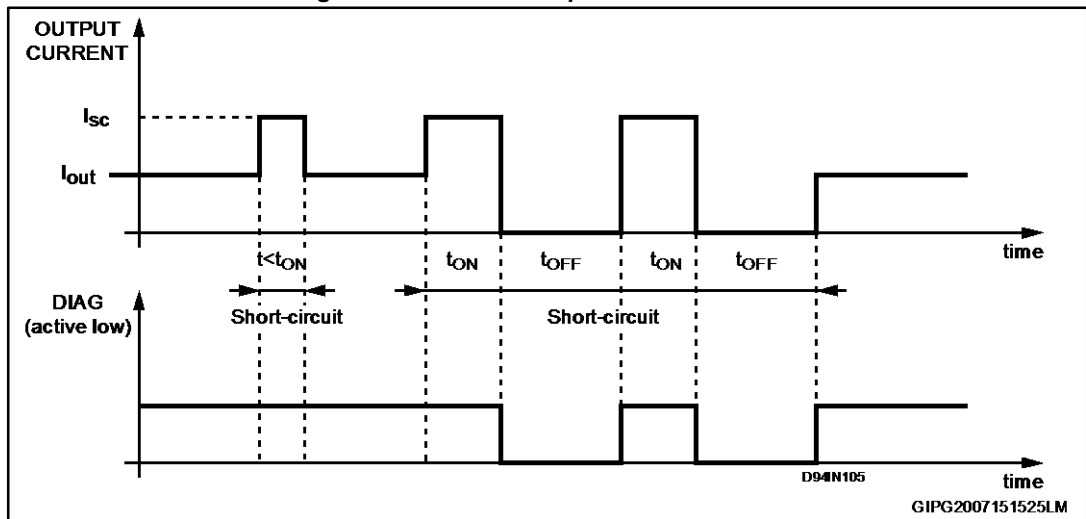 OUTPUT
CURRENT
Isc
Iout
time
t<tON
tON
tOFF
tON
tOFF
DIAG
(active low)
Short-circuit
Short-circuit
D94IN105
time
GIPG2007151525LM